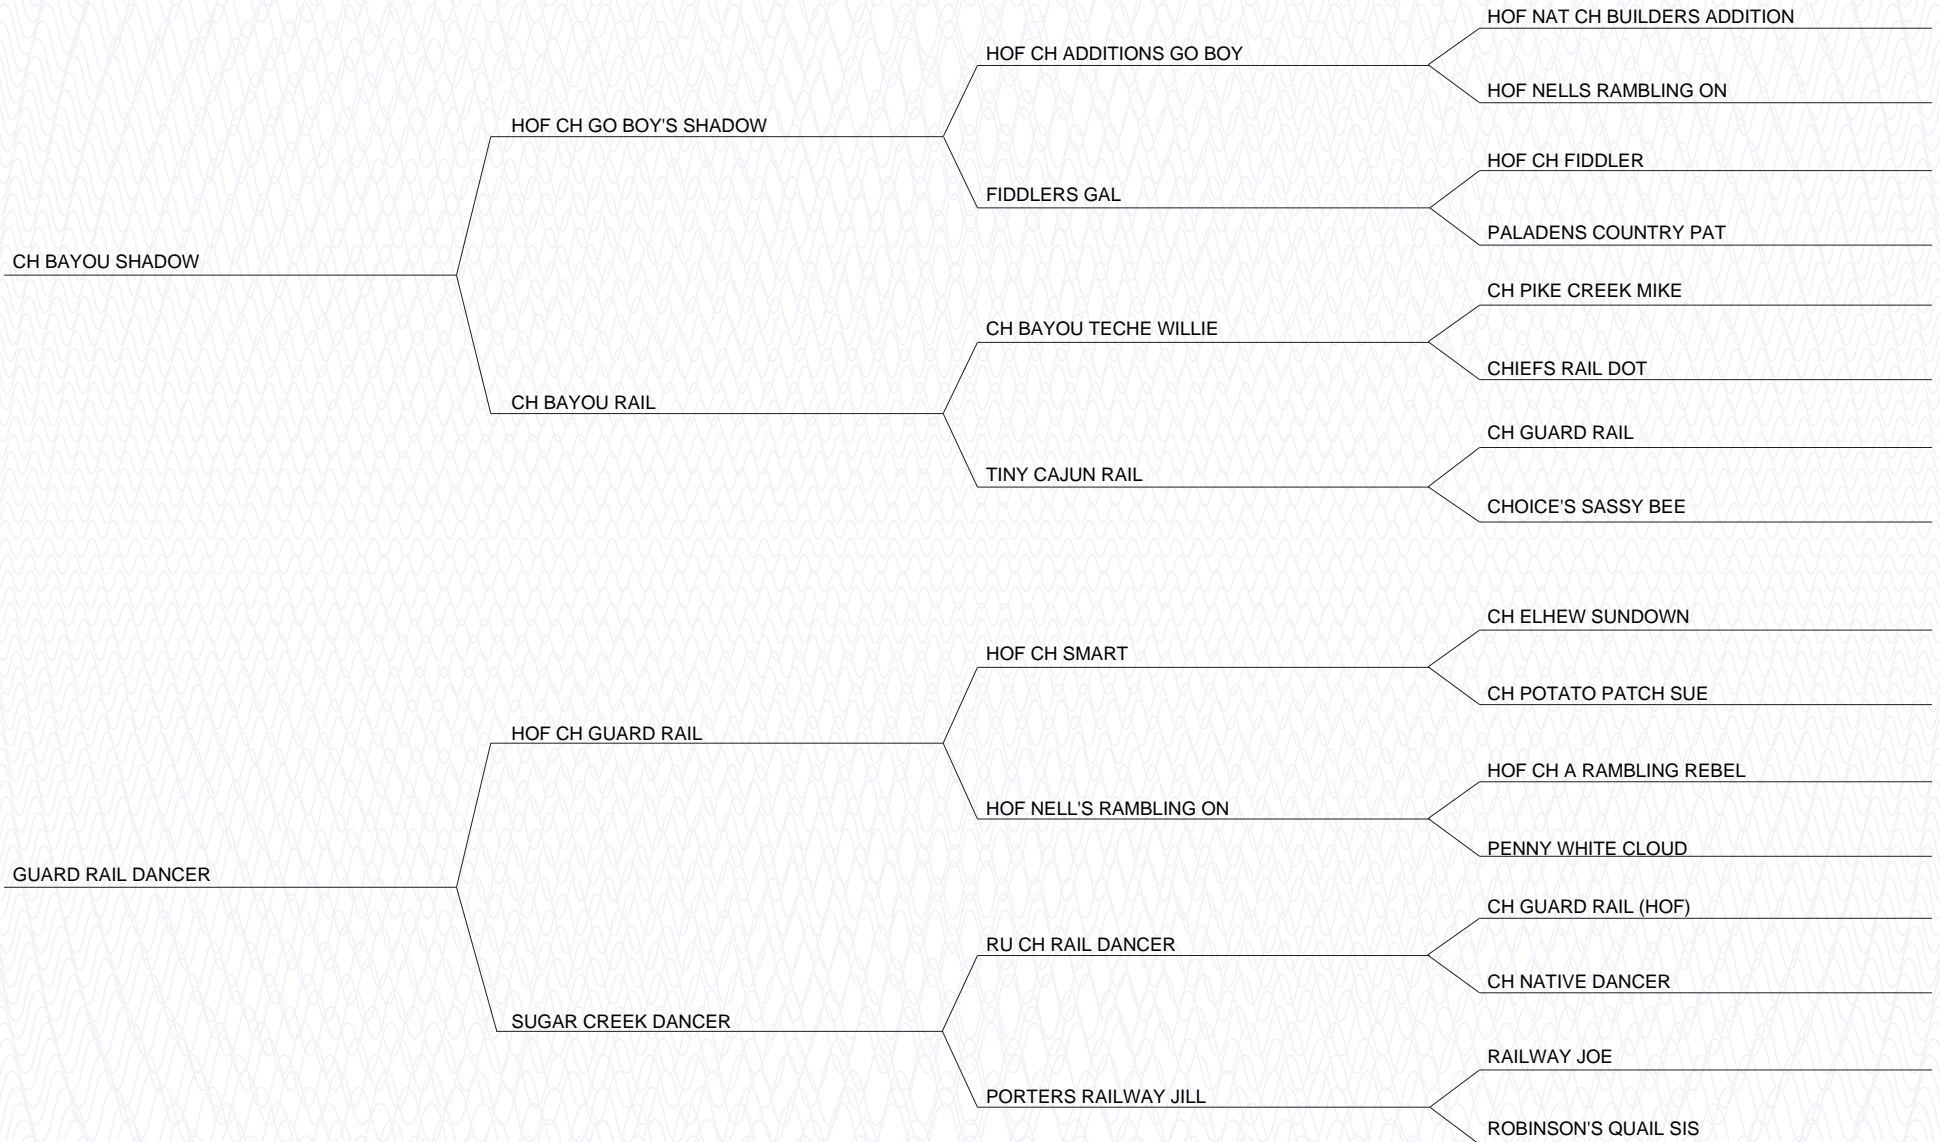 HOF NAT CH BUILDERS ADDITION
HOF CH ADDITIONS GO BOY
HOF NELLS RAMBLING ON
HOF CH GO BOY'S SHADOW
HOF CH FIDDLER
FIDDLERS GAL
PALADENS COUNTRY PAT
CH BAYOU SHADOW
CH PIKE CREEK MIKE
CH BAYOU TECHE WILLIE
CHIEFS RAIL DOT
CH BAYOU RAIL
CH GUARD RAIL
TINY CAJUN RAIL
CHOICE'S SASSY BEE
CH ELHEW SUNDOWN
HOF CH SMART
CH POTATO PATCH SUE
HOF CH GUARD RAIL
HOF CH A RAMBLING REBEL
HOF NELL'S RAMBLING ON
PENNY WHITE CLOUD
GUARD RAIL DANCER
CH GUARD RAIL (HOF)
RU CH RAIL DANCER
CH NATIVE DANCER
SUGAR CREEK DANCER
RAILWAY JOE
PORTERS RAILWAY JILL
ROBINSON'S QUAIL SIS